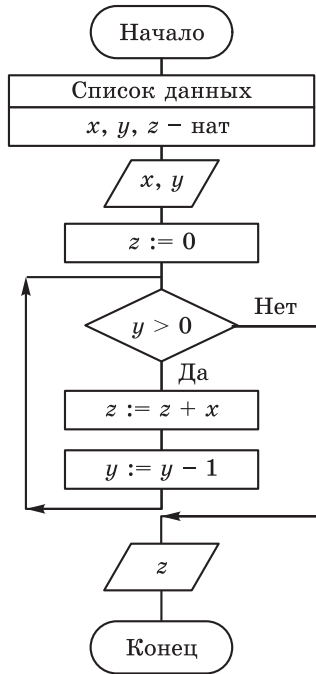 Начало
Список данных
x, y, z – нат
x, y
z := 0
y > 0
Нет
Да
z := z + x
y := y – 1
z
Конец